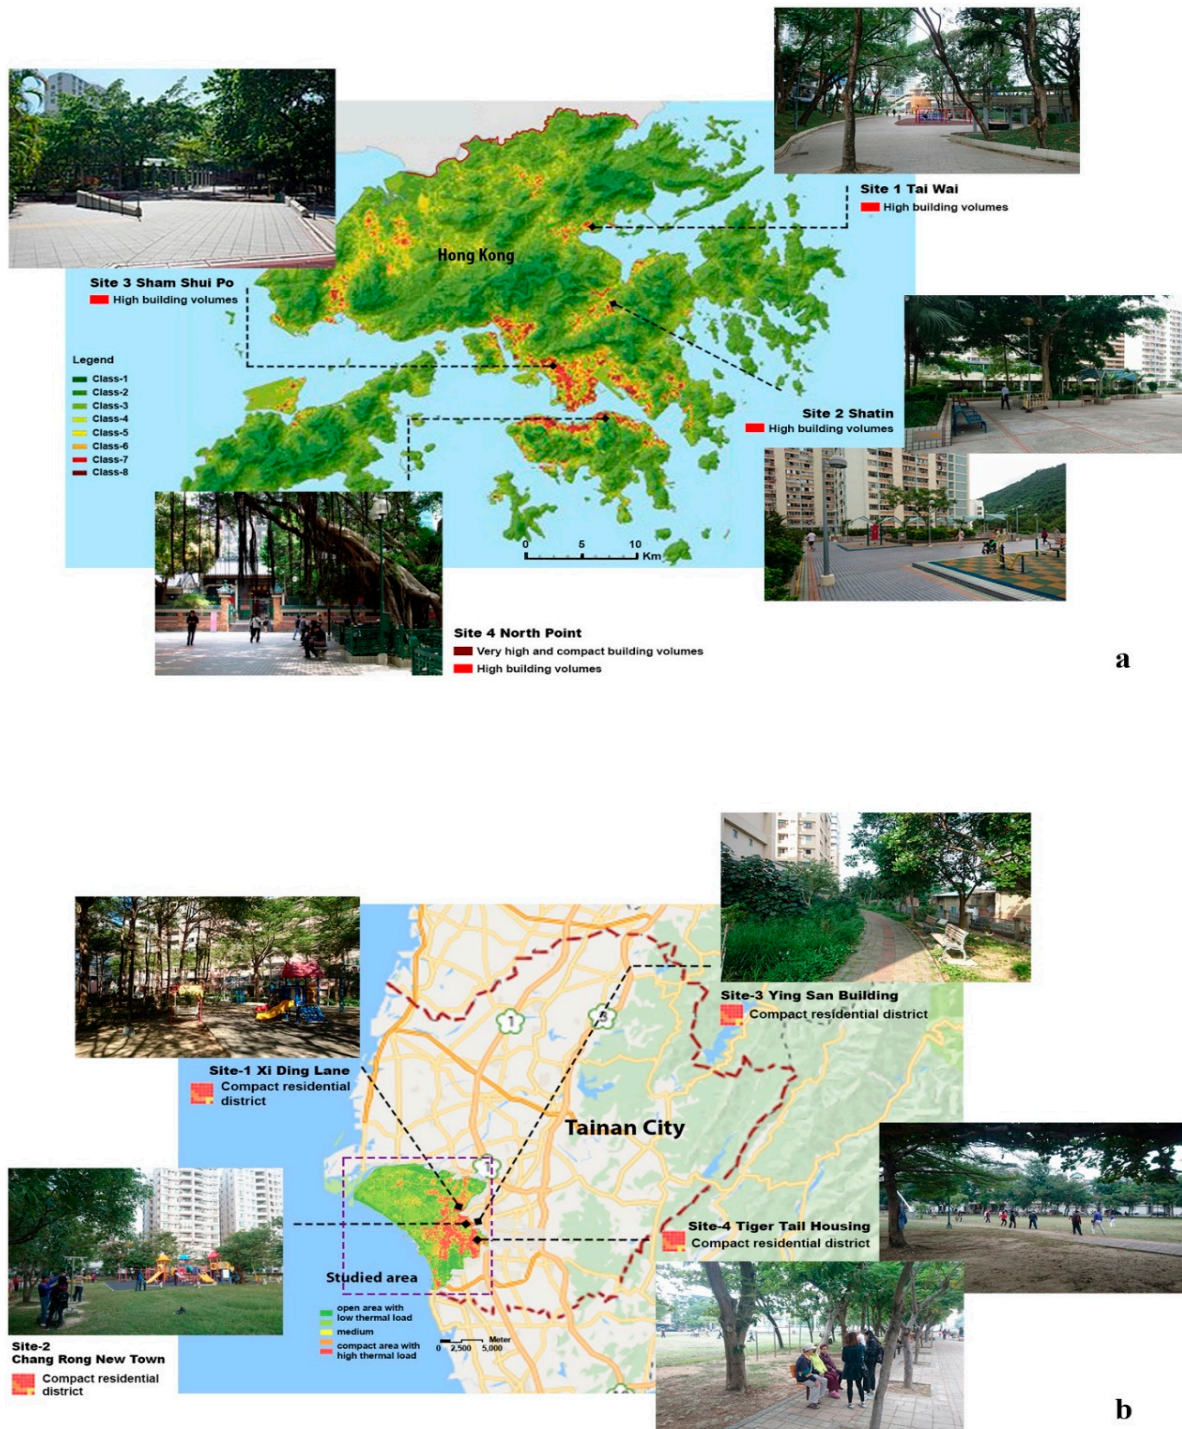 Site 1 Tai Wai
High building volumes
Hong Kong
Site 3 Sham Shui Po
High building volumes
Legend
Class-1
Class-2
Class-3
Class-4
Class-5
Class-6
Class-7
Class-8
Site 2 Shatin
High building volumes
0 5 10
Km
Site 4 North Point
Very high and compact building volumes
High building volumes
a
Site-3 Ying San Building
Compact residential district
1
3
Site-1 Xi Ding Lane
Compact residential
district
Tainan City
1
Site-4 Tiger Tail Housing
Compact residential district
Studied area
open area with
low thermal load
medium
compact area with
high thermal load
Meter
0 2,500 5,000
Site-2
Chang Rong New Town
Compact residential
district
b